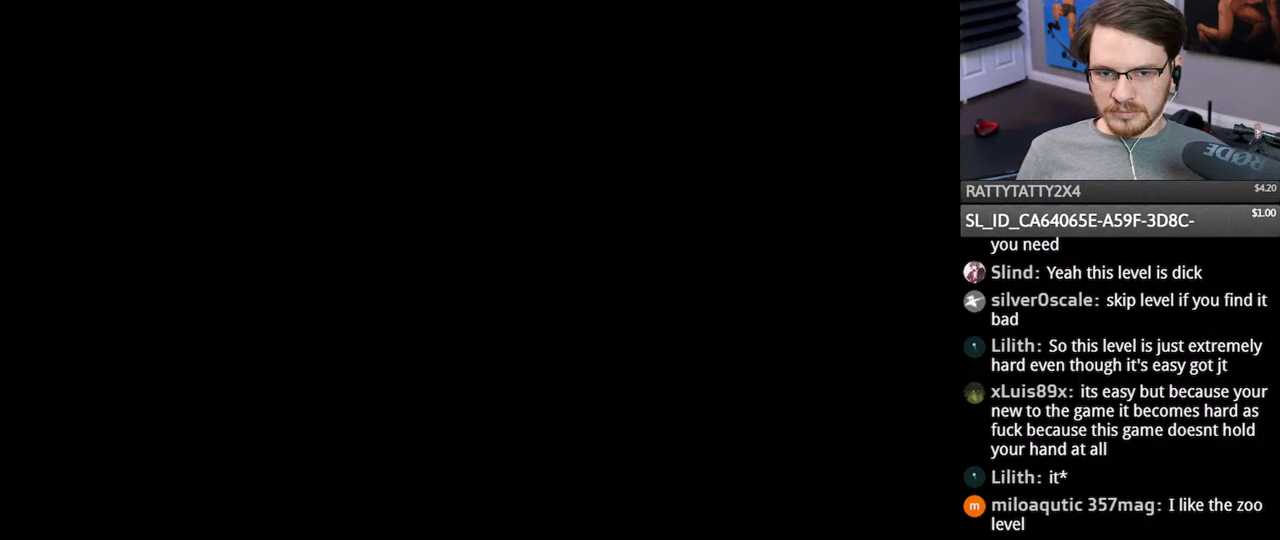 RØDE
RATTYTATTY2X4
$4.20
SL_ID_CA64065E-A59F-3D8C-
$1.00
you need
Slind: Yeah this level is dick
silver0scale: skip level if you find it
bad
Lilith: So this level is just extremely
hard even though it's easy got jt
xLuis89x: its easy but because your
new to the game it becomes hard as
fuck because this game doesnt hold
your hand at all
Lilith: it*
m
miloaqutic 357mag: I like the zoo
level